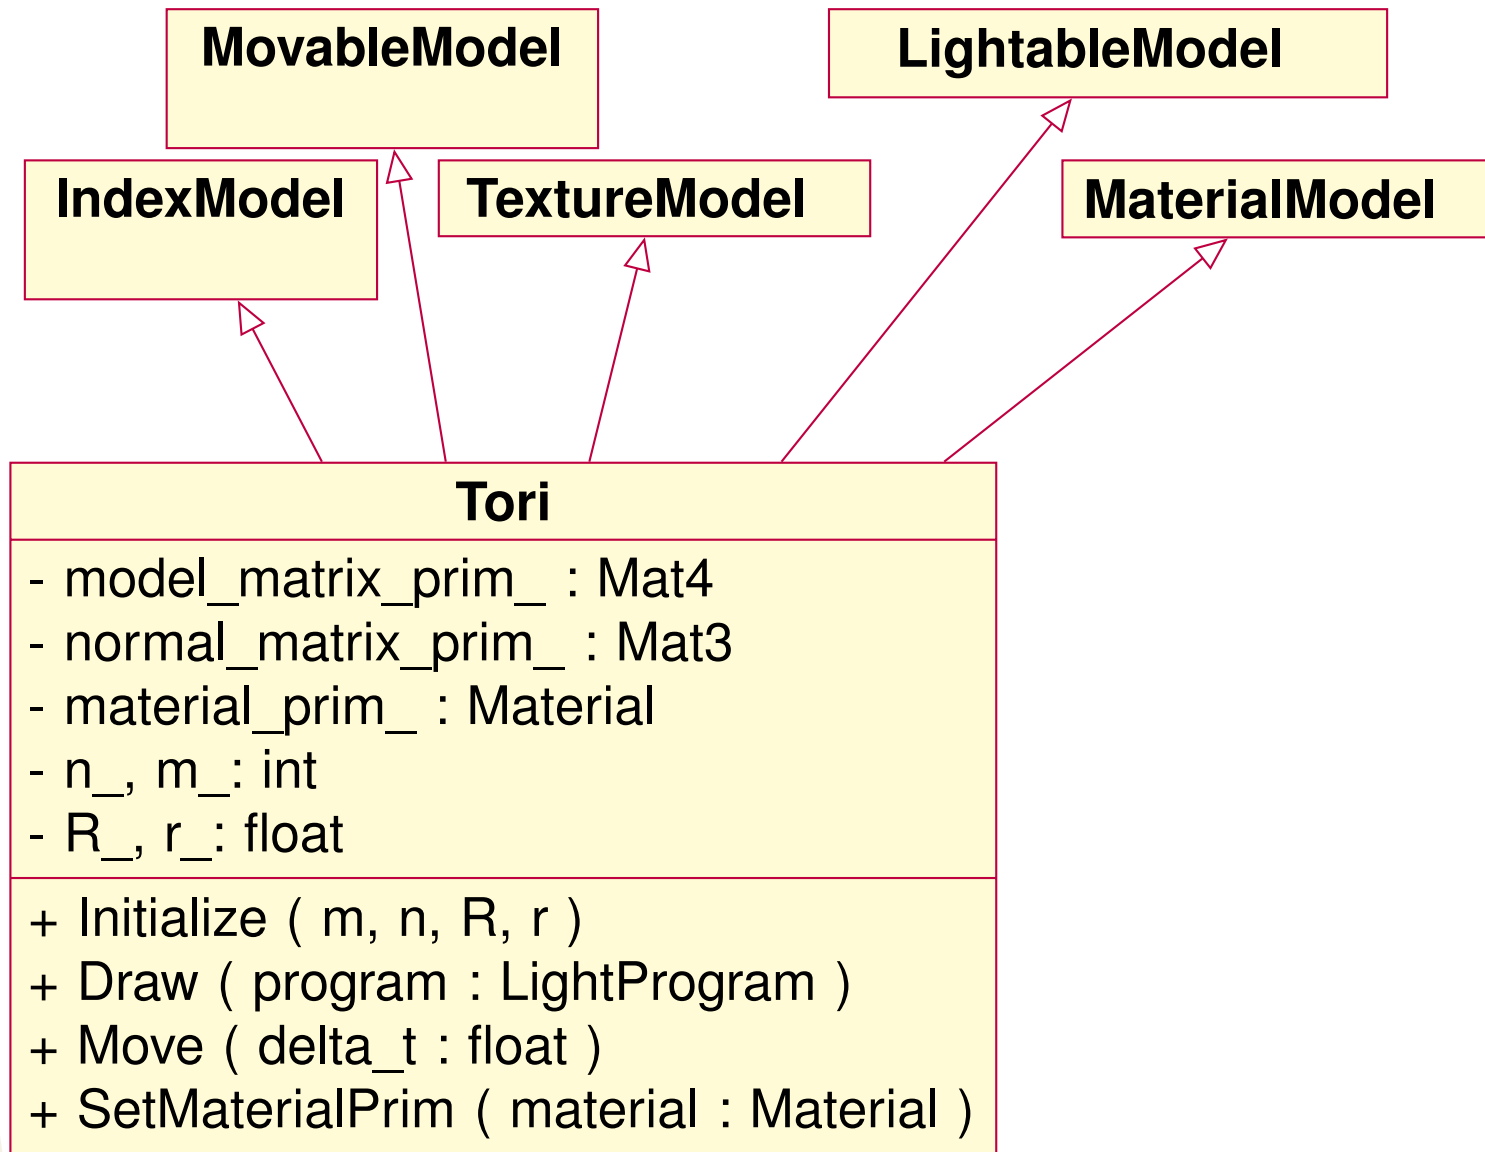 MovableModel
LightableModel
IndexModel
TextureModel
MaterialModel
Tori
- model_matrix_prim_ : Mat4
- normal_matrix_prim_ : Mat3
- material_prim_ : Material
- n_, m_: int
- R_, r_: float
+ Initialize ( m, n, R, r )
+ Draw ( program : LightProgram )
+ Move ( delta_t : float )
+ SetMaterialPrim ( material : Material )